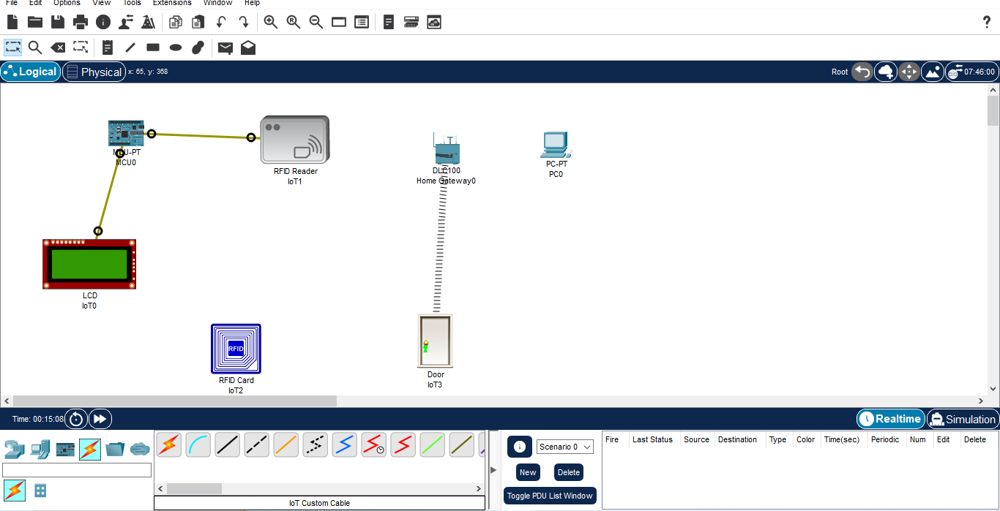 File Edit Options View Tools Extensions Window Help
?
Logical Physical x: 65, y: 368 Root 07:46:00
MCU-PT
MCU0
RFID Reader
IoT1
DLC100
Home Gateway0
PC-PT
PC0
LCD
IoT0
RFID
RFID Card
IoT2
Door
IoT3
Time: 00:15:08 Realtime Simulation
Scenario 0
New Delete
Toggle PDU List Window
Fire Last Status Source Destination Type Color Time(sec) Periodic Num Edit Delete
IoT Custom Cable